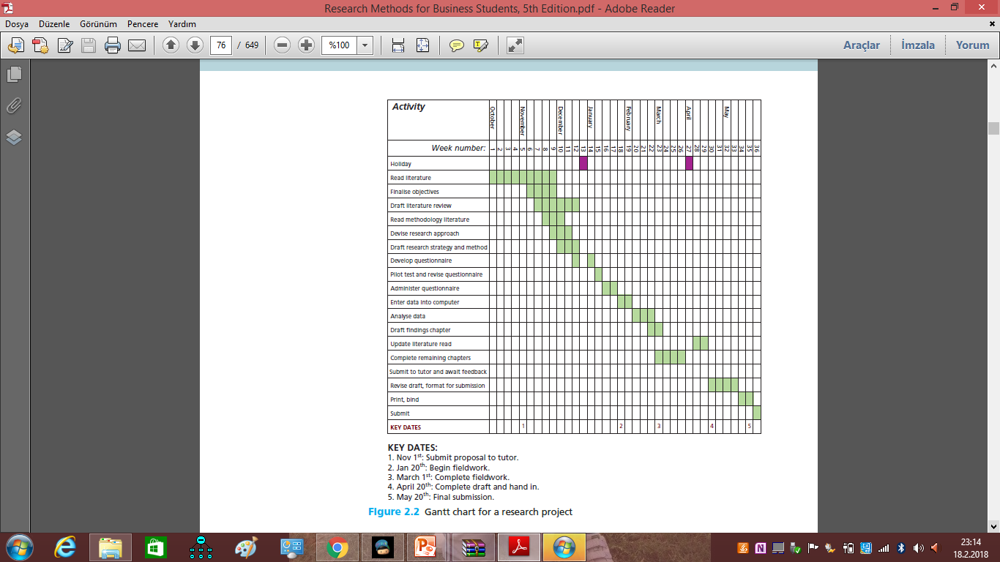 Research Methods for Business Students, 5th Edition.pdf - Adobe Reader
Dosya Düzenle Görünüm Pencere Yardım
76 / 649 %100 Araçlar İmzala Yorum
Activity October November December January February March April May
Week number: 1 2 3 4 5 6 7 8 9 10 11 12 13 14 15 16 17 18 19 20 21 22 23 24 25 26 27 28 29 30 31 32 33 34 35 36
Holiday
Read literature
Finalise objectives
Draft literature review
Read methodology literature
Devise research approach
Draft research strategy and method
Develop questionnaire
Pilot test and revise questionnaire
Administer questionnaire
Enter data into computer
Analyse data
Draft findings chapter
Update literature read
Complete remaining chapters
Submit to tutor and await feedback
Revise draft, format for submission
Print, bind
Submit
KEY DATES 1 2 3 4 5
KEY DATES:
1. Nov 1st: Submit proposal to tutor.
2. Jan 20th: Begin fieldwork.
3. March 1st: Complete fieldwork.
4. April 20th: Complete draft and hand in.
5. May 20th: Final submission.
Figure 2.2 Gantt chart for a research project
23:14
18.2.2018